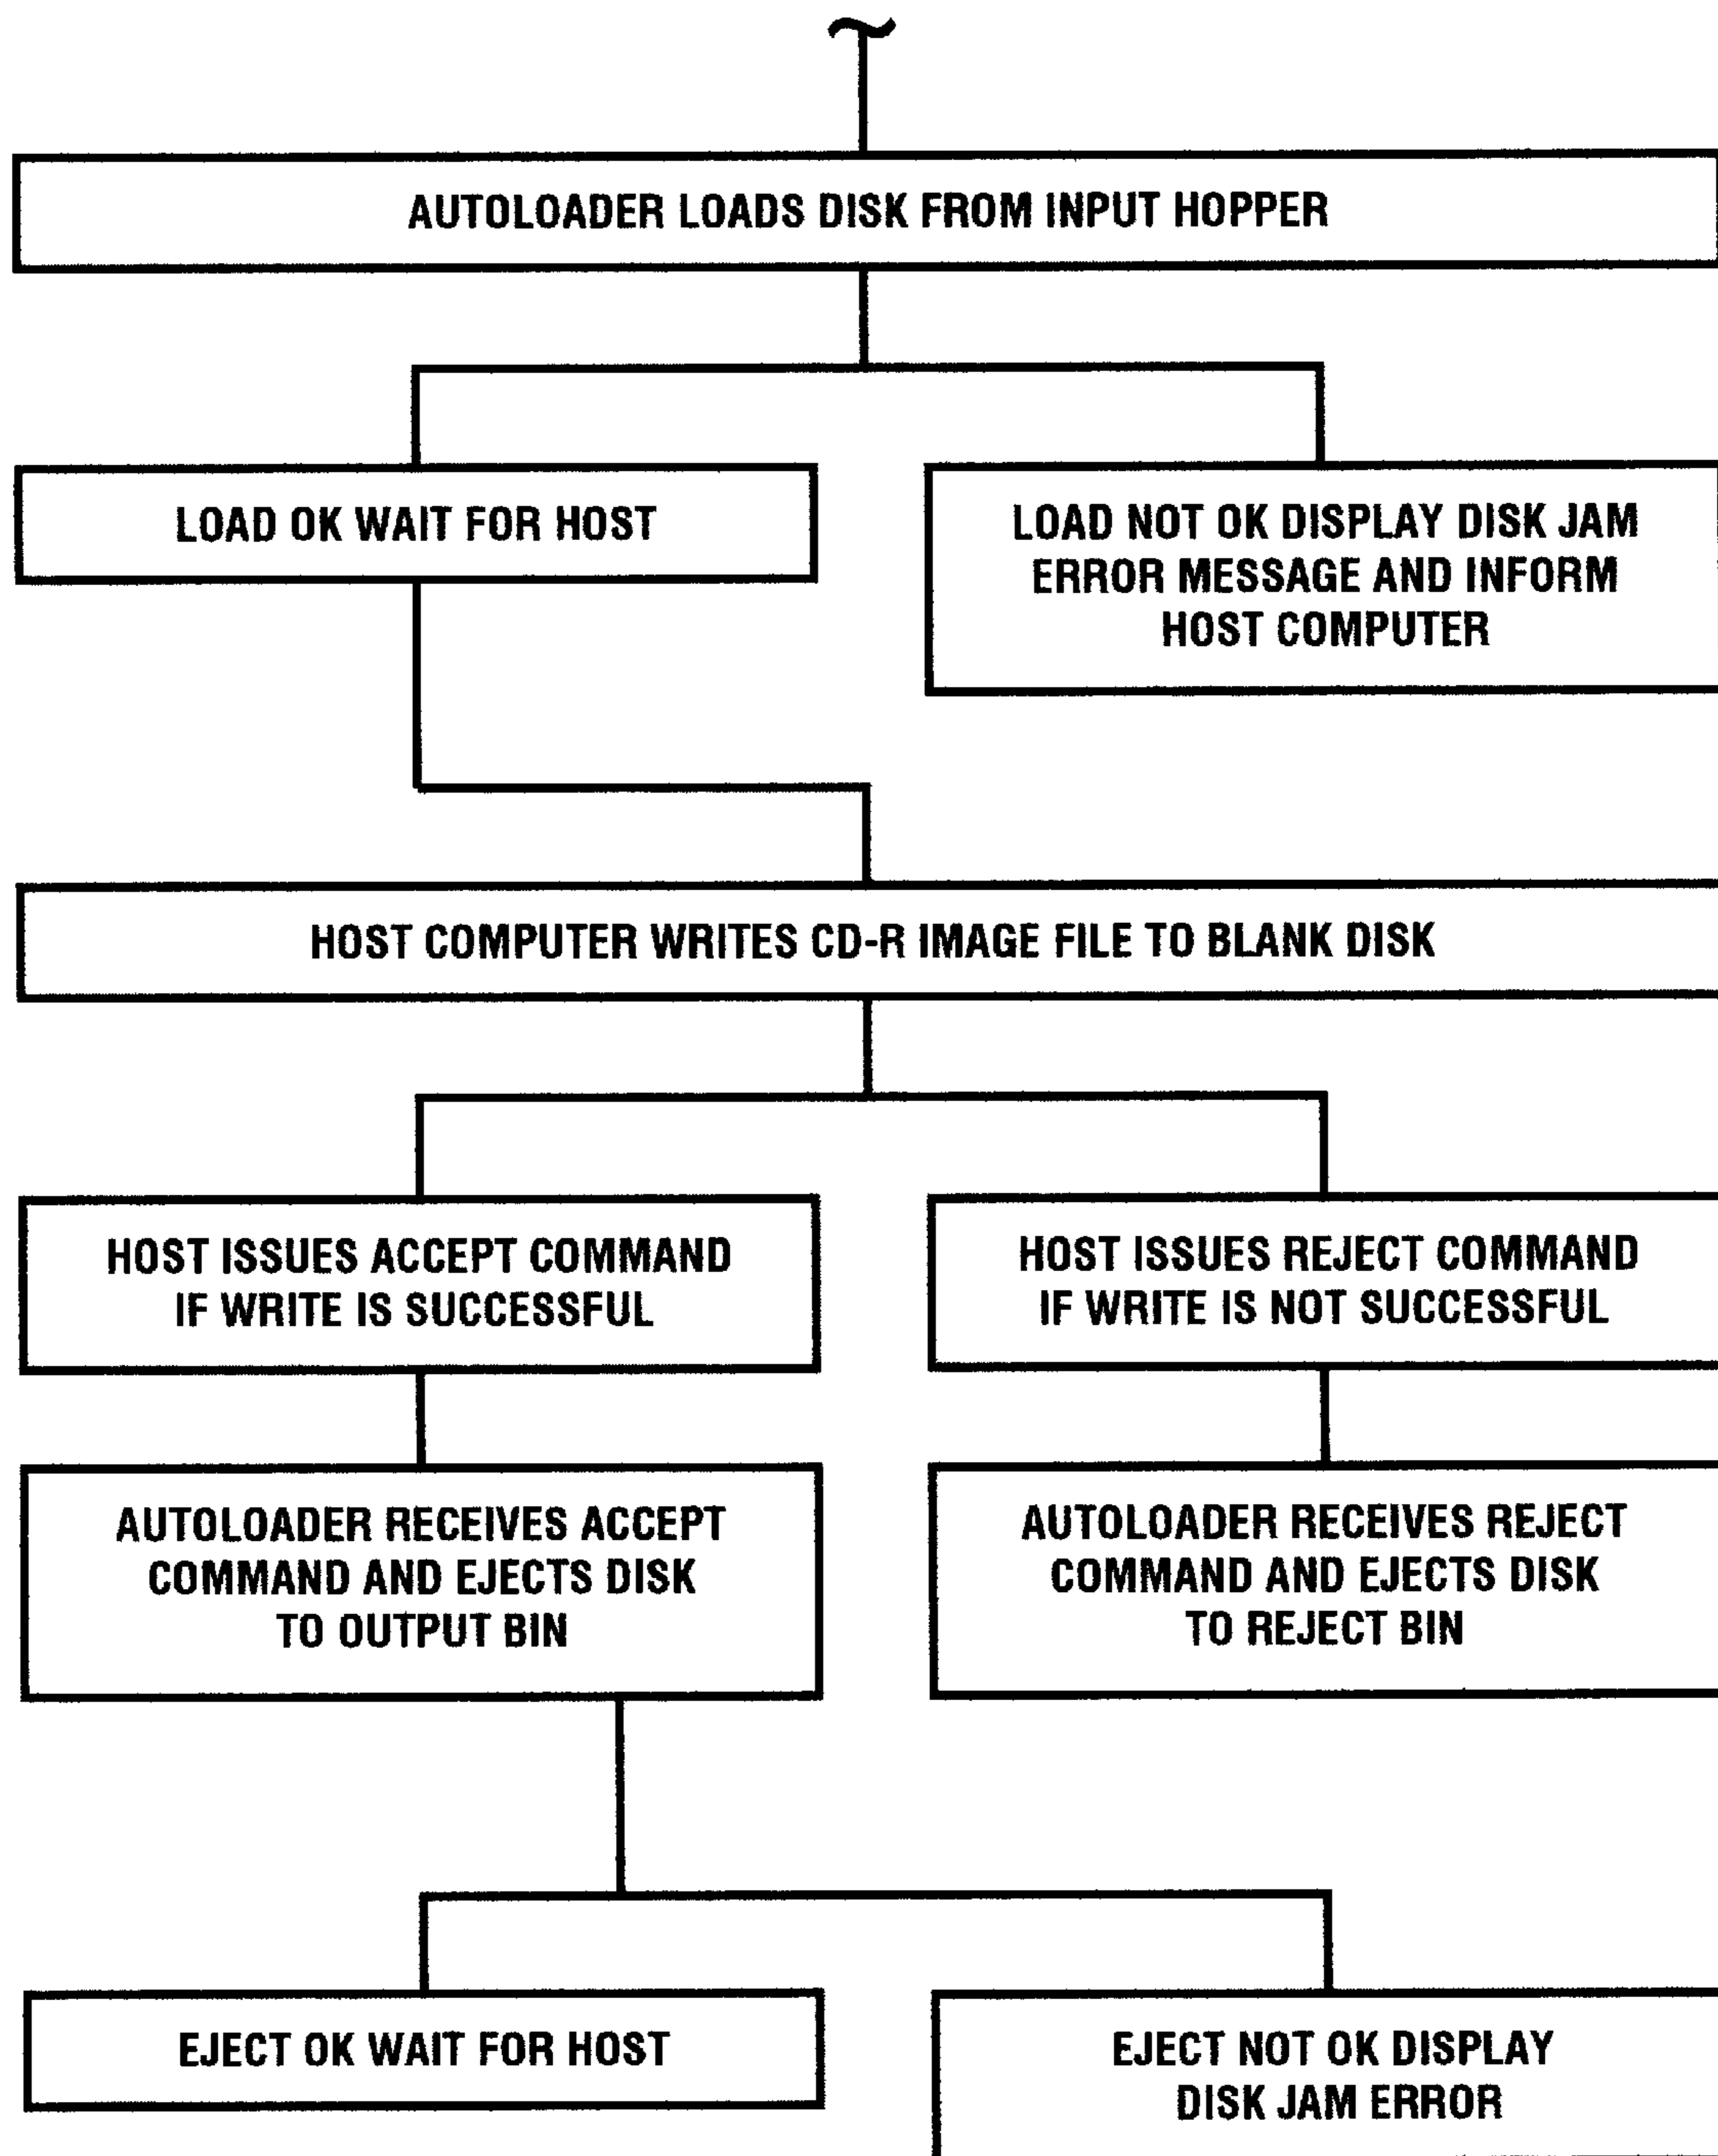 AUTOLOADER LOADS DISK FROM INPUT HOPPER
LOAD OK WAIT FOR HOST
LOAD NOT OK DISPLAY DISK JAM
ERROR MESSAGE AND INFORM
HOST COMPUTER
HOST COMPUTER WRITES CD-R IMAGE FILE TO BLANK DISK
HOST ISSUES ACCEPT COMMAND
IF WRITE IS SUCCESSFUL
HOST ISSUES REJECT COMMAND
IF WRITE IS NOT SUCCESSFUL
AUTOLOADER RECEIVES ACCEPT
COMMAND AND EJECTS DISK
TO OUTPUT BIN
AUTOLOADER RECEIVES REJECT
COMMAND AND EJECTS DISK
TO REJECT BIN
EJECT OK WAIT FOR HOST
EJECT NOT OK DISPLAY
DISK JAM ERROR